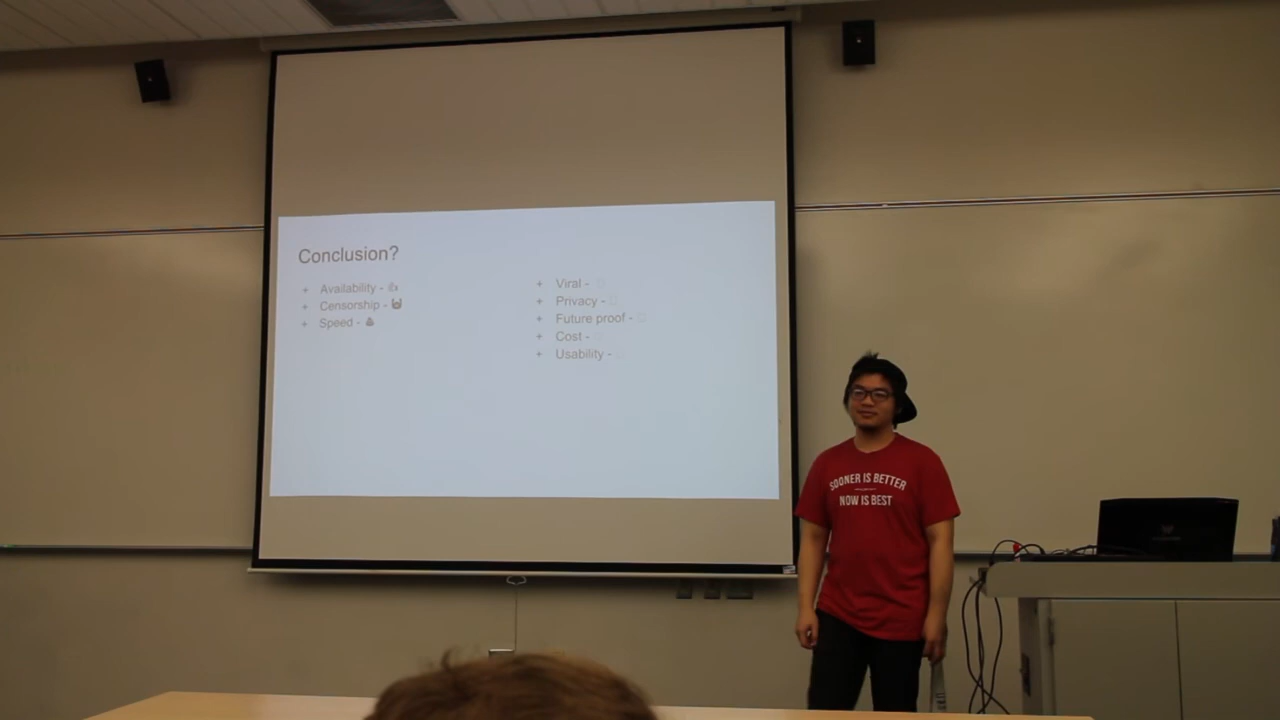 Conclusion?
+ Availability - 👍
+ Censorship -
+ Speed -
+ Viral -
+ Privacy -
+ Future proof -
+ Cost -
+ Usability -
SOONER IS BETTER
NOW IS BEST